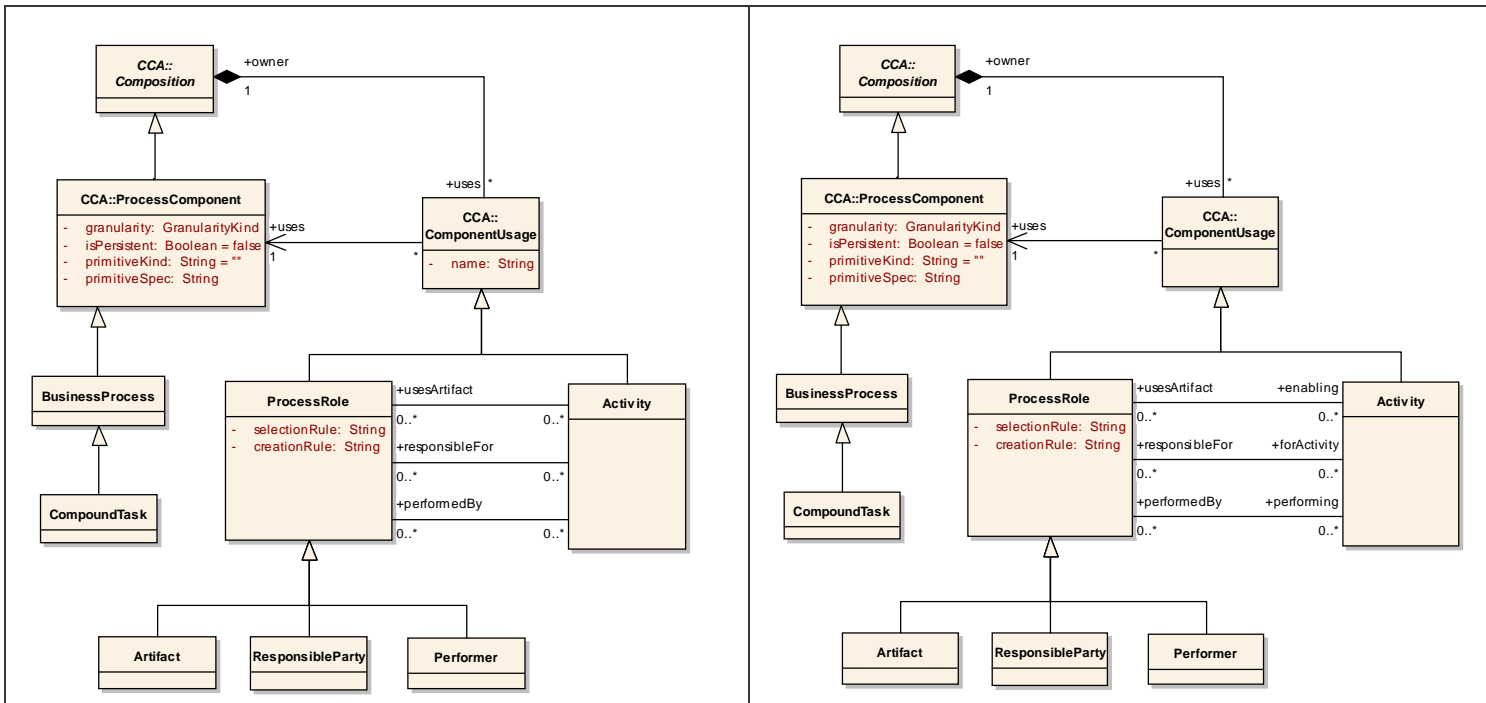 CCA::
Composition
+owner
1
+uses *
CCA::ProcessComponent
- granularity: GranularityKind
- isPersistent: Boolean = false
- primitiveKind: String = ""
- primitiveSpec: String
+uses
1
*
CCA::
ComponentUsage
- name: String
BusinessProcess
CompoundTask
ProcessRole
- selectionRule: String
- creationRule: String
+usesArtifact
0..* 0..*
+responsibleFor
0..* 0..*
+performedBy
0..* 0..*
Activity
Artifact
ResponsibleParty
Performer
CCA::
Composition
+owner
1
+uses *
CCA::ProcessComponent
- granularity: GranularityKind
- isPersistent: Boolean = false
- primitiveKind: String = ""
- primitiveSpec: String
+uses
1
*
CCA::
ComponentUsage
BusinessProcess
CompoundTask
ProcessRole
- selectionRule: String
- creationRule: String
+usesArtifact +enabling
0..* 0..*
+responsibleFor +forActivity
0..* 0..*
+performedBy +performing
0..* 0..*
Activity
Artifact
ResponsibleParty
Performer